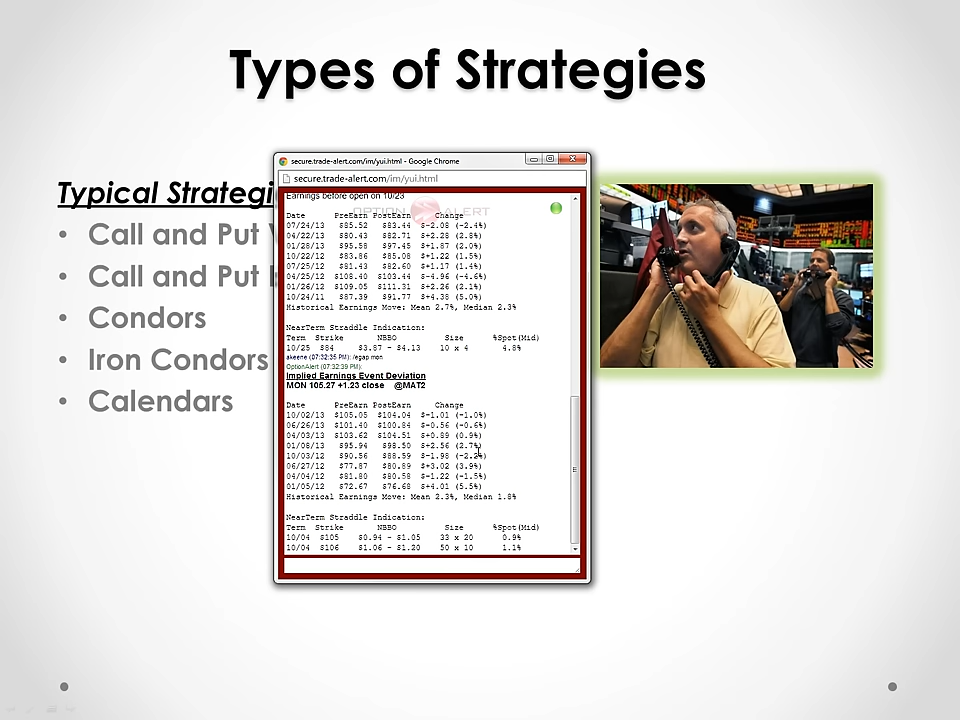 Types of Strategies
Typical Strategi
• Call and Put V
• Call and Put
• Condors
• Iron Condors
• Calendars
secure.trade-alert.com/im/yui.html - Google Chrome
secure.trade-alert.com/im/yui.html
Earnings before open on 10/23
OPTION ALERT
Date PreEarn PostEarn Change
07/24/13 $85.52 $83.44 $-2.08 (-2.4%)
04/22/13 $80.43 $82.71 $+2.28 (2.8%)
01/28/13 $95.58 $97.45 $+1.87 (2.0%)
10/22/12 $83.86 $85.08 $+1.22 (1.5%)
07/25/12 $81.43 $82.60 $+1.17 (1.4%)
04/25/12 $108.40 $103.44 $-4.96 (-4.6%)
01/26/12 $109.05 $111.31 $+2.26 (2.1%)
10/24/11 $87.39 $91.77 $+4.38 (5.0%)
Historical Earnings Move: Mean 2.7%, Median 2.3%
NearTerm Straddle Indication:
Term Strike NBBO Size %Spot(Mid)
10/25 $84 $3.87 - $4.13 10 x 4 4.8%
akeene (07:32:35 PM): /egap mon
OptionAlert (07:32:39 PM):
Implied Earnings Event Deviation
MON 105.27 +1.23 close @MAT2
Date PreEarn PostEarn Change
10/02/13 $105.05 $104.04 $-1.01 (-1.0%)
06/26/13 $101.40 $100.84 $-0.56 (-0.6%)
04/03/13 $103.62 $104.51 $+0.89 (0.9%)
01/08/13 $95.94 $98.50 $+2.56 (2.7%)
10/03/12 $90.56 $88.59 $-1.98 (-2.2%)
06/27/12 $77.87 $80.89 $+3.02 (3.9%)
04/04/12 $81.80 $80.58 $-1.22 (-1.5%)
01/05/12 $72.67 $76.68 $+4.01 (5.5%)
Historical Earnings Move: Mean 2.3%, Median 1.8%
NearTerm Straddle Indication:
Term Strike NBBO Size %Spot(Mid)
10/04 $105 $0.94 - $1.05 33 x 20 0.9%
10/04 $106 $1.06 - $1.20 50 x 10 1.1%